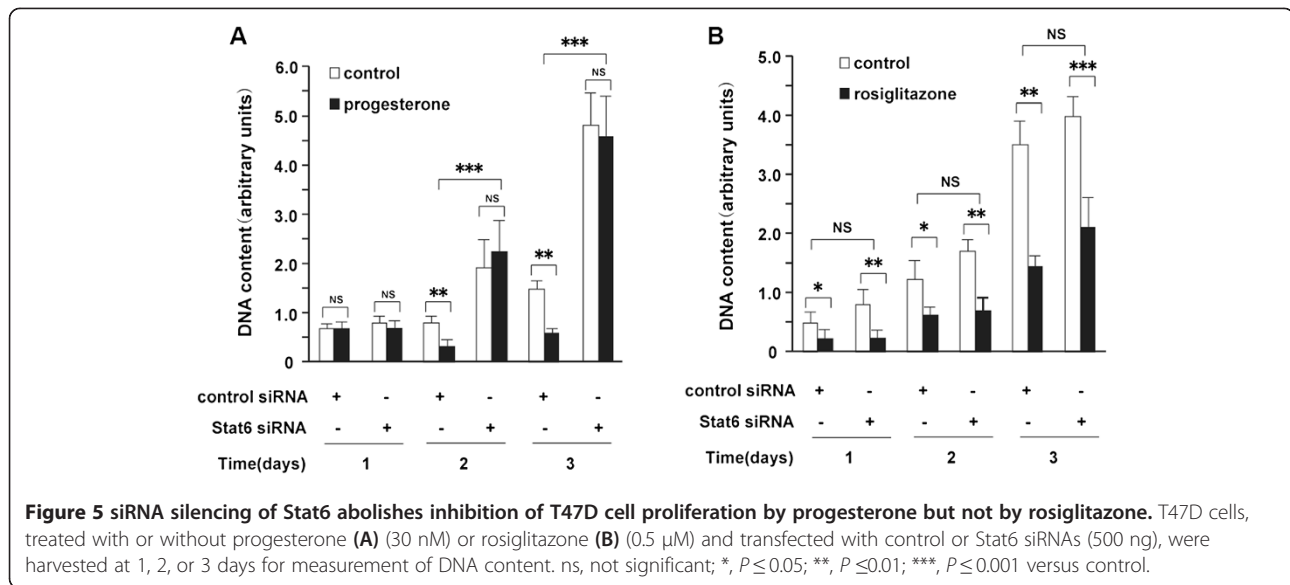 A
***
6.0
control
progesterone
NS
5.0
4.0
***
3.0
NS
2.0
**
**
1.0
NS
NS
0
DNA content(arbitrary units)
control siRNA + - + - + -
Stat6 siRNA - + - + - +
Time(days) 1 2 3
B
NS
5.0
control
rosiglitazone
***
**
4.0
5.0
NS
**
*
2.0
NS
**
*
1.0
0
DNA content (arbitrary units)
control siRNA + - + - + -
Stat6 siRNA - + - + - +
Time(days) 1 2 3
Figure 5 siRNA silencing of Stat6 abolishes inhibition of T47D cell proliferation by progesterone but not by rosiglitazone. T47D cells,
treated with or without progesterone (A) (30 nM) or rosiglitazone (B) (0.5 μM) and transfected with control or Stat6 siRNAs (500 ng), were
harvested at 1, 2, or 3 days for measurement of DNA content. ns, not significant; *, P ≤ 0.05; **, P ≤0.01; ***, P ≤ 0.001 versus control.